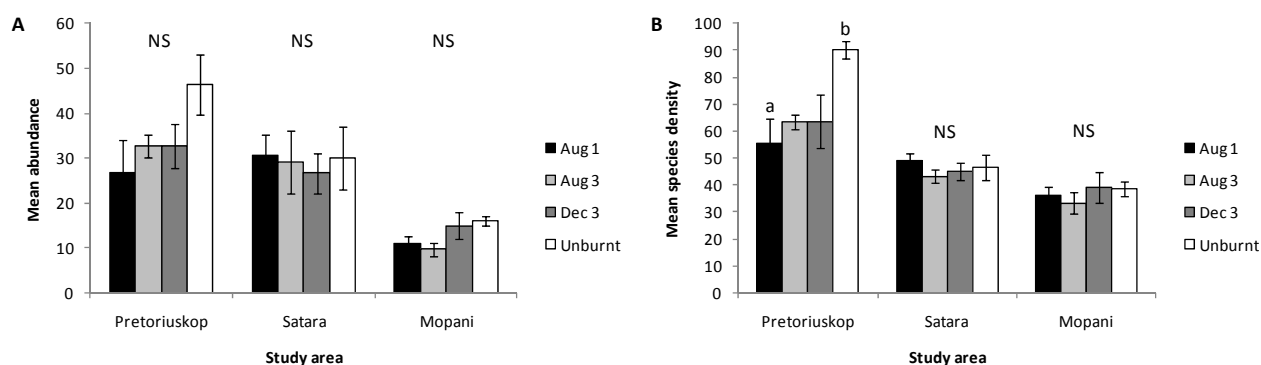 A
Mean abundance
60
50
40
30
20
10
0
NS NS NS
Pretoriuskop Satara Mopani
Study area
Aug 1
Aug 3
Dec 3
Unburnt
B
Mean species density
100
90
80
70
60
50
40
30
20
10
0
a b NS NS
Pretoriuskop Satara Mopani
Study area
Aug 1
Aug 3
Dec 3
Unburnt